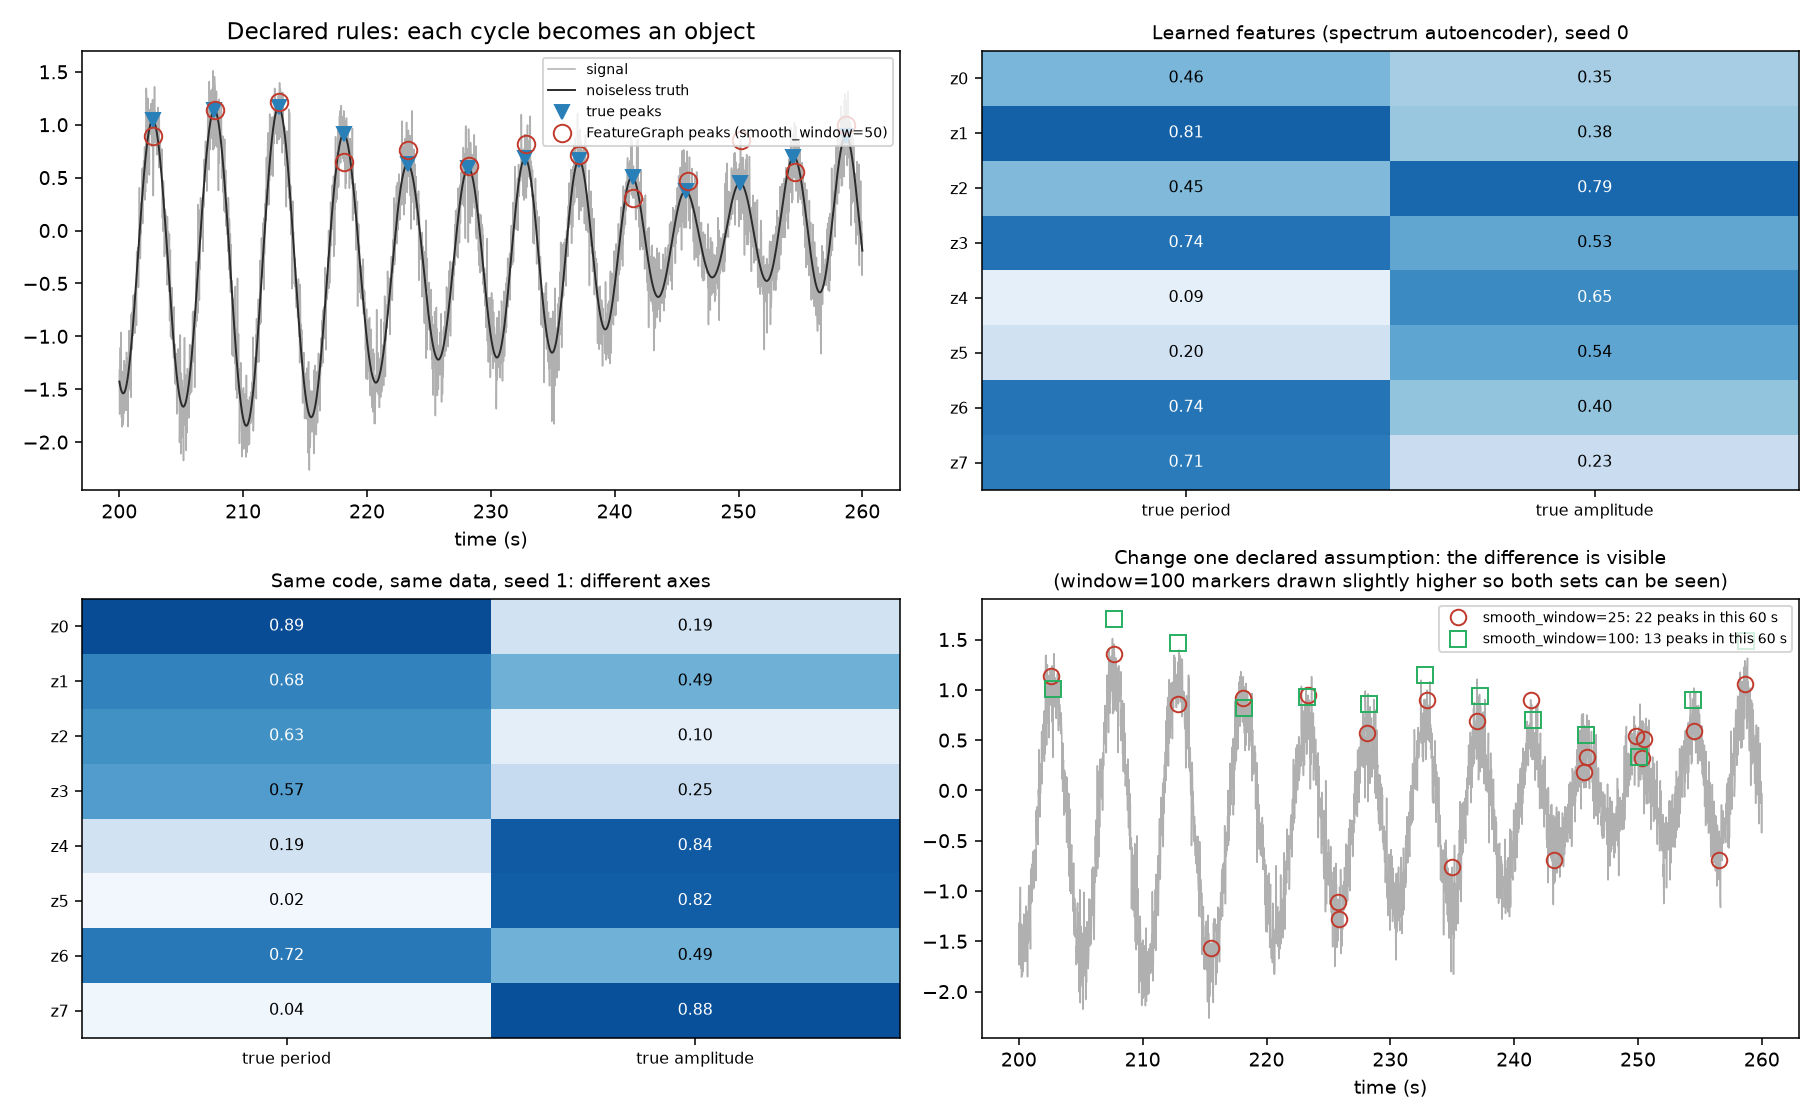 Declared rules: each cycle becomes an object
signal
noiseless truth
true peaks
FeatureGraph peaks (smooth_window=50)
1.5
1.0
0.5
0.0
−0.5
−1.0
−1.5
−2.0
200 210 220 230 240 250 260
time (s)
Learned features (spectrum autoencoder), seed 0
z0 0.46 0.35
z1 0.81 0.38
z2 0.45 0.79
z3 0.74 0.53
z4 0.09 0.65
z5 0.20 0.54
z6 0.74 0.40
z7 0.71 0.23
true period true amplitude
Same code, same data, seed 1: different axes
z0 0.89 0.19
z1 0.68 0.49
z2 0.63 0.10
z3 0.57 0.25
z4 0.19 0.84
z5 0.02 0.82
z6 0.72 0.49
z7 0.04 0.88
true period true amplitude
Change one declared assumption: the difference is visible
(window=100 markers drawn slightly higher so both sets can be seen)
smooth_window=25: 22 peaks in this 60 s
smooth_window=100: 13 peaks in this 60 s
1.5
1.0
0.5
0.0
−0.5
−1.0
−1.5
−2.0
200 210 220 230 240 250 260
time (s)